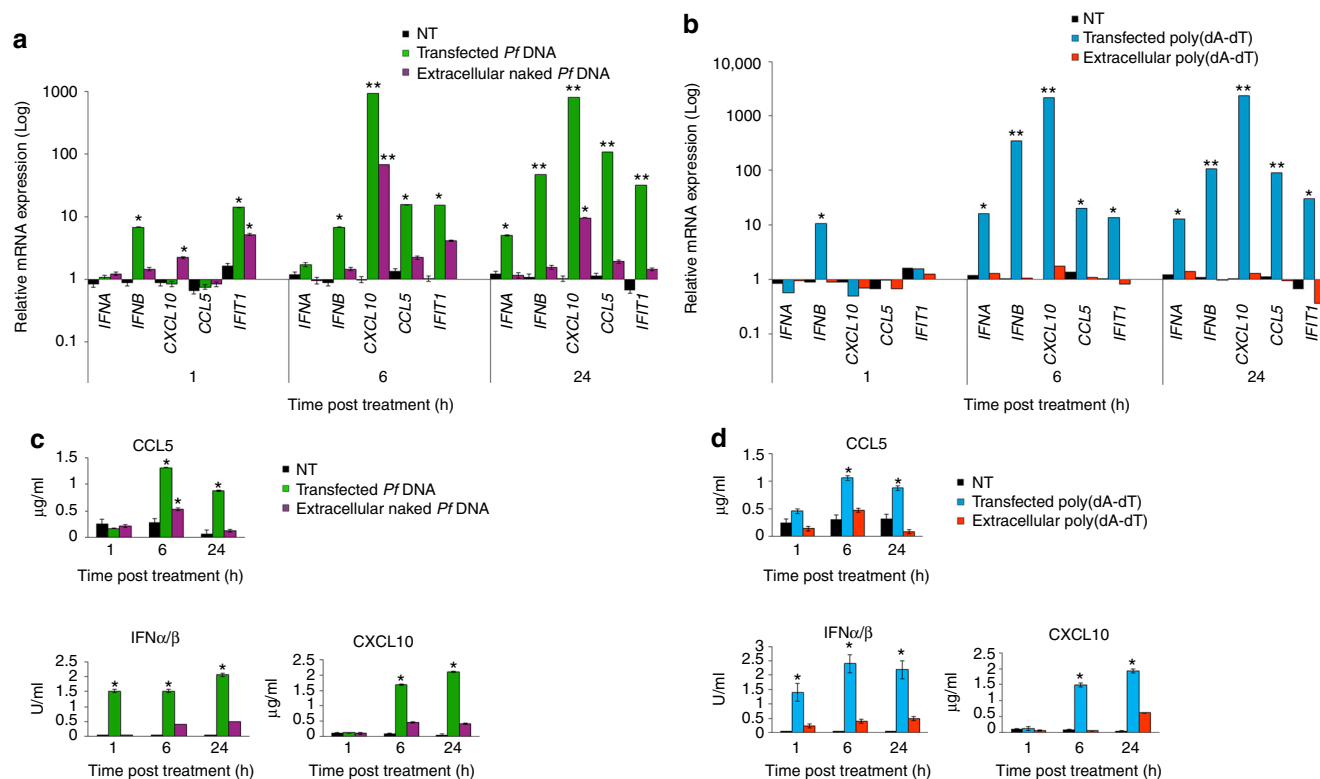 a
NT
Transfected Pf DNA
Extracellular naked Pf DNA
Relative mRNA expression (Log)
1000
100
10
1
0.1
* * * * * ** ** * * * ** ** * ** **
IFNA IFNB CXCL10 CCL5 IFIT1 IFNA IFNB CXCL10 CCL5 IFIT1 IFNA IFNB CXCL10 CCL5 IFIT1
1 6 24
Time post treatment (h)
b
NT
Transfected poly(dA-dT)
Extracellular poly(dA-dT)
Relative mRNA expression (Log)
10,000
1000
100
10
1
0.1
* * ** ** * * * ** ** ** *
IFNA IFNB CXCL10 CCL5 IFIT1 IFNA IFNB CXCL10 CCL5 IFIT1 IFNA IFNB CXCL10 CCL5 IFIT1
1 6 24
Time post treatment (h)
c
CCL5
NT
Transfected Pf DNA
Extracellular naked Pf DNA
µg/ml
1.5
1
0.5
0
* * *
1 6 24
Time post treatment (h)
IFNα/β
U/ml
2.5
2
1.5
1
0.5
0
* * *
1 6 24
Time post treatment (h)
CXCL10
µg/ml
2.5
2
1.5
1
0.5
0
* *
1 6 24
Time post treatment (h)
d
CCL5
NT
Transfected poly(dA-dT)
Extracellular poly(dA-dT)
µg/ml
1.5
1
0.5
0
* *
1 6 24
Time post treatment (h)
IFNα/β
U/ml
3
2.5
2
1.5
1
0.5
0
* * *
1 6 24
Time post treatment (h)
CXCL10
µg/ml
2.5
2
1.5
1
0.5
0
* *
1 6 24
Time post treatment (h)